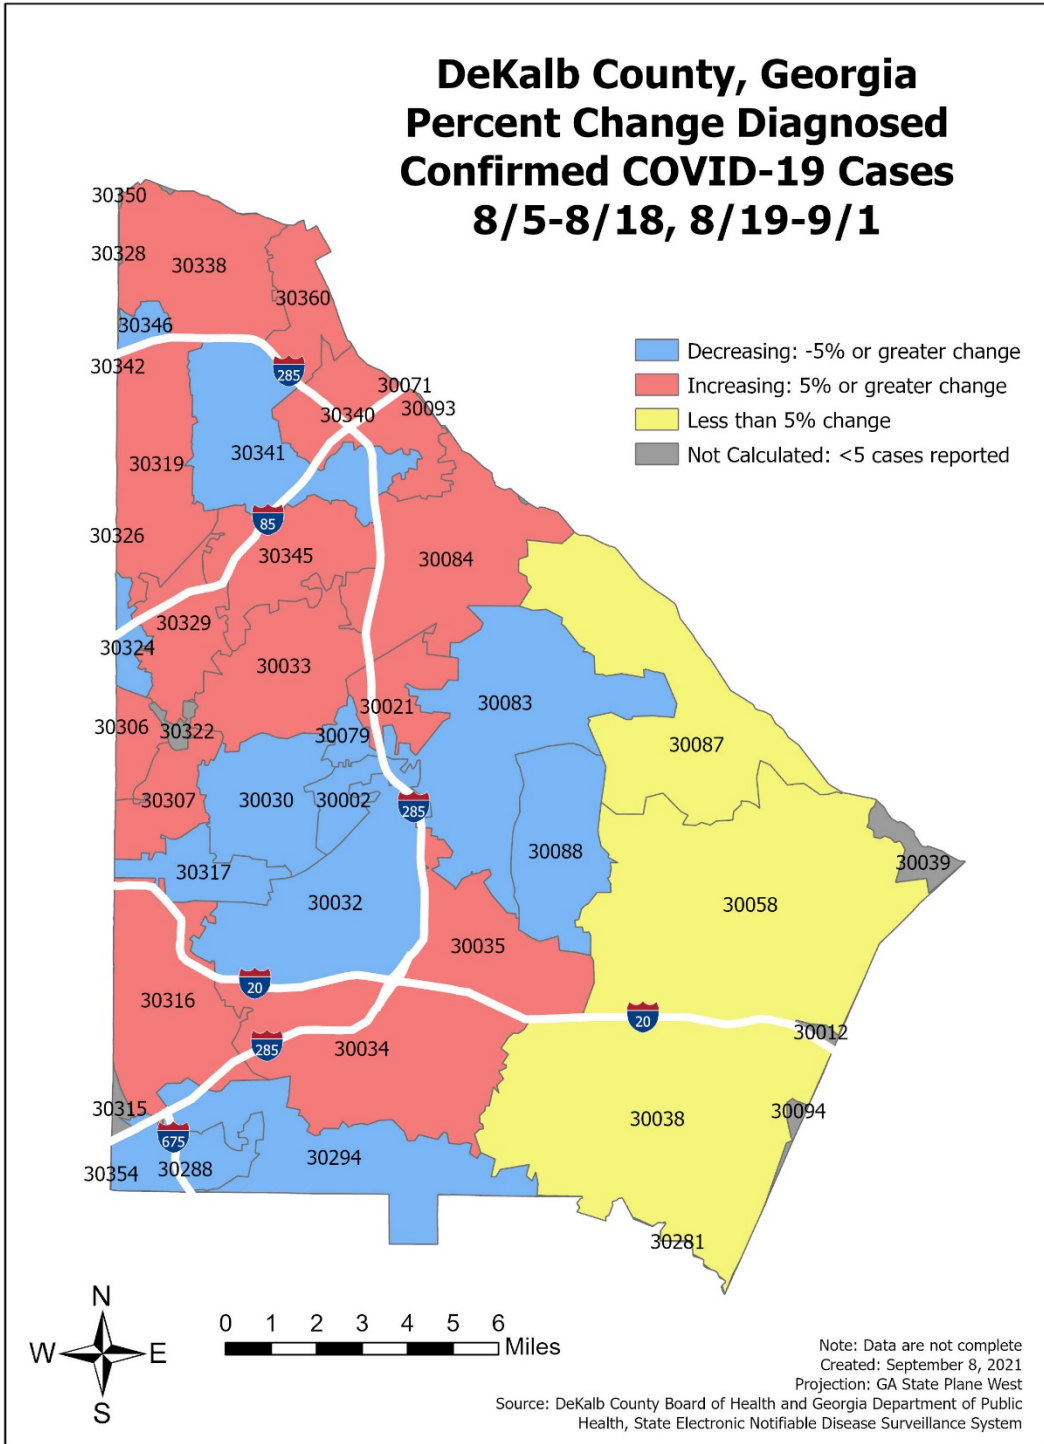 DeKalb County, Georgia
Percent Change Diagnosed
Confirmed COVID-19 Cases
8/5-8/18, 8/19-9/1
30350
30328
30338
30360
30346
30342
285
Decreasing: -5% or greater change
Increasing: 5% or greater change
Less than 5% change
Not Calculated: <5 cases reported
30071
30093
30340
30341
30319
85
30326
30345
30084
30329
30324
30033
30083
30021
30306
30322
30079
30087
30307
30030
30002
285
30088
30039
30317
30032
30058
30035
20
30316
20
30012
285
30034
30315
30094
30038
675
30354
30288
30294
30281
N
W
E
S
0 1 2 3 4 5 6
Miles
Note: Data are not complete
Created: September 8, 2021
Projection: GA State Plane West
Source: DeKalb County Board of Health and Georgia Department of Public
Health, State Electronic Notifiable Disease Surveillance System